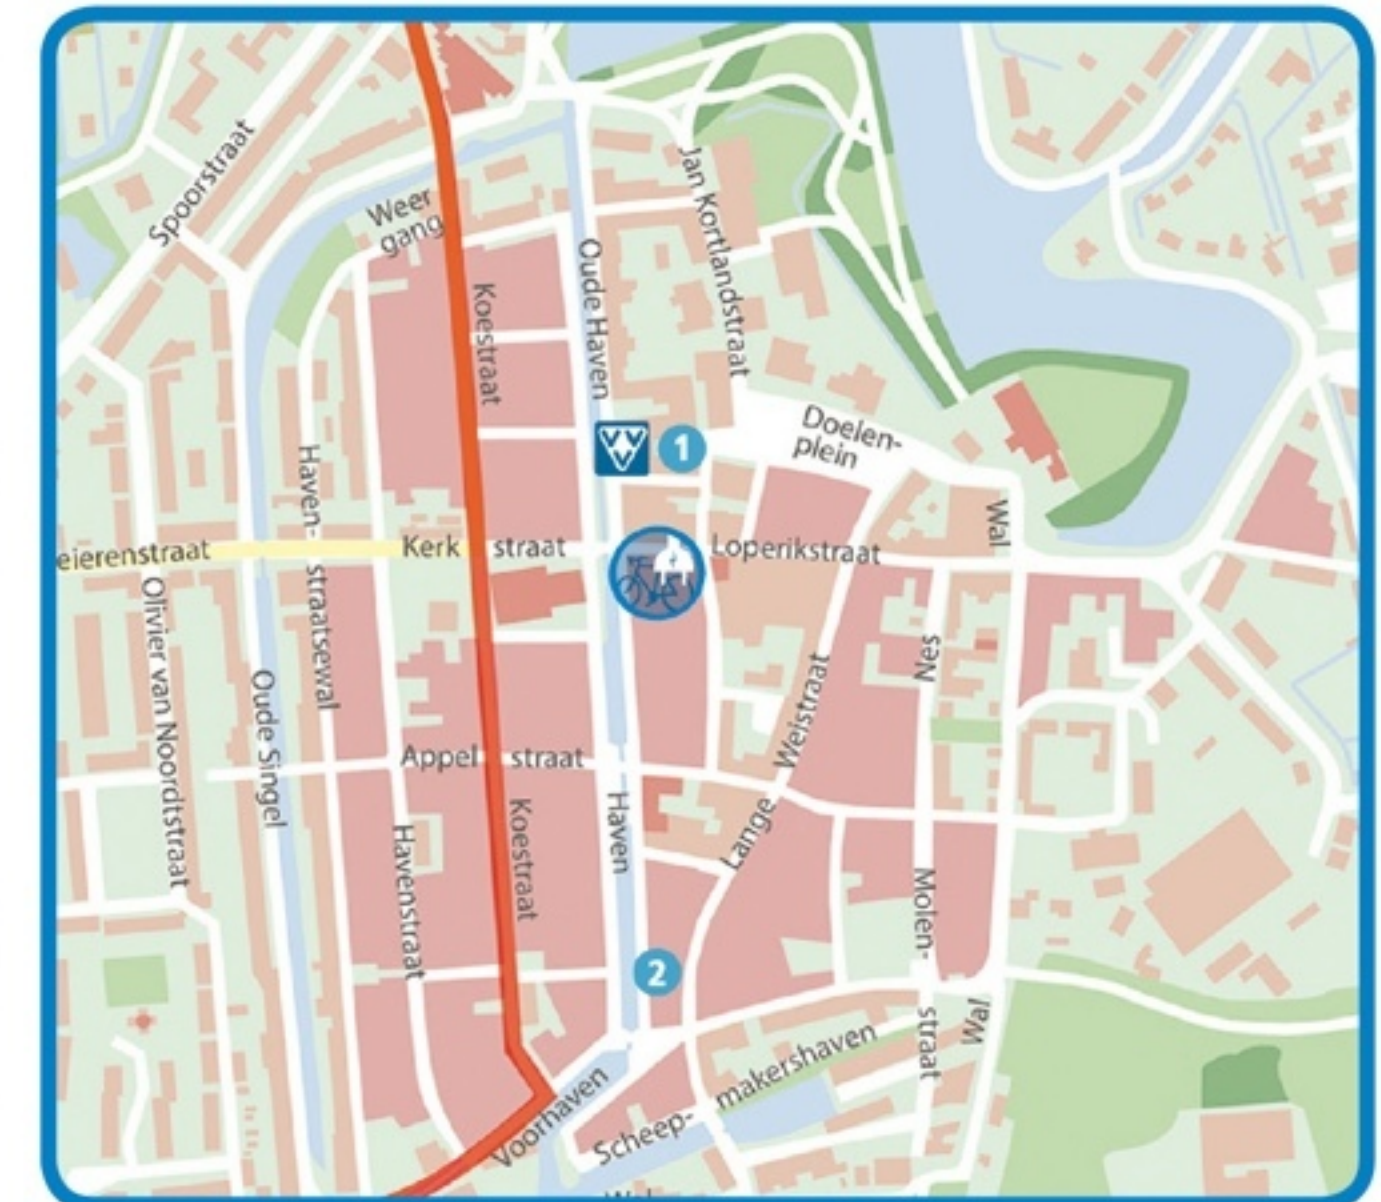 Spoorstraat
Weer
gang
Jan Kortlandstraat
Oude Haven
Koestraat
Doelen-
plein
1
Wal
Haven-
straatsewal
eierenstraat
Kerk straat
Loperikstraat
Olivier van Noordtstraat
Oude Singel
Nes
Lange Weistraat
Appel straat
Haven
Koestraat
Havenstraat
Molen-
straat
2
Wal
Voorhaven
Scheep-
makershaven